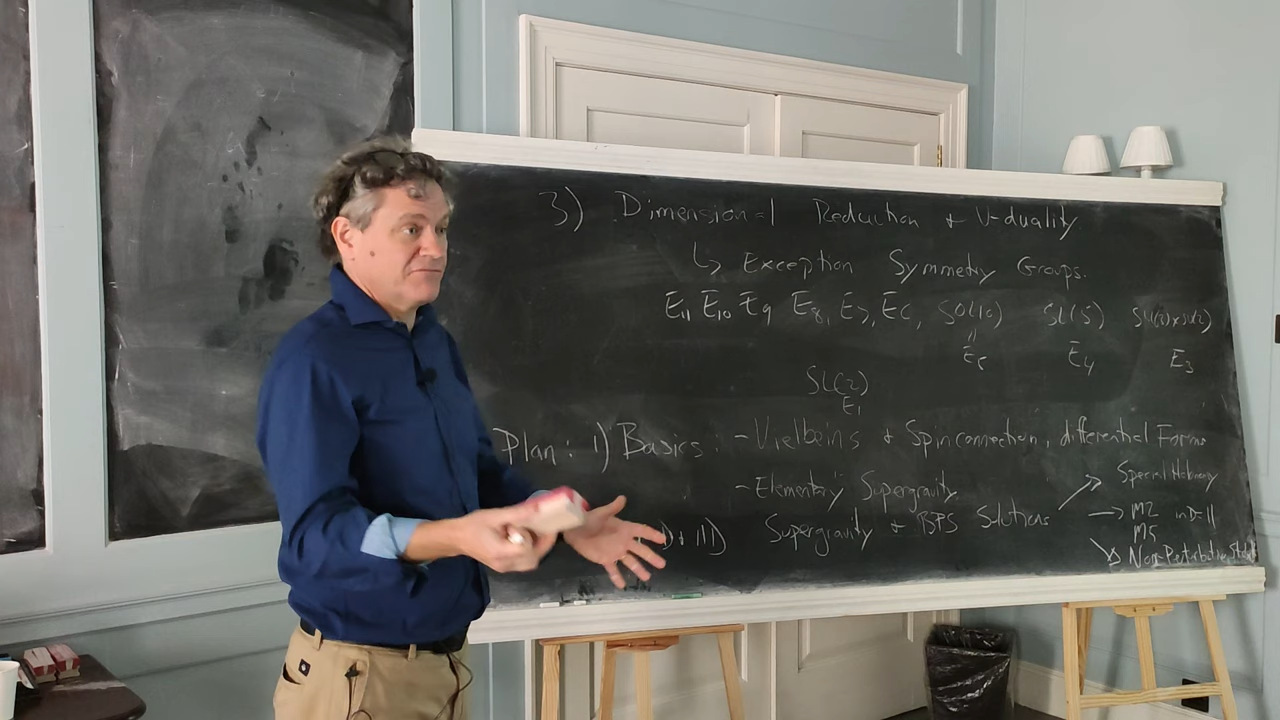 3) Dimensional Reduction & U-duality
↳ Exception Symmetry Groups.
E₁₁ E₁₀ E₉ E₈, E₇, E₆, SO(10) SL(5) SL(3)×SL(2)
" E₅ E₄ E₃
SL(2)
E₁
Plan: 1) Basics: - Vielbeins & Spin connection, differential Forms
- Elementary Supergravity
D+11D Supergravity & BPS Solutions
↗ Special Holonomy
→ M2 in D=11
M5
↘ Non-Perturbative States